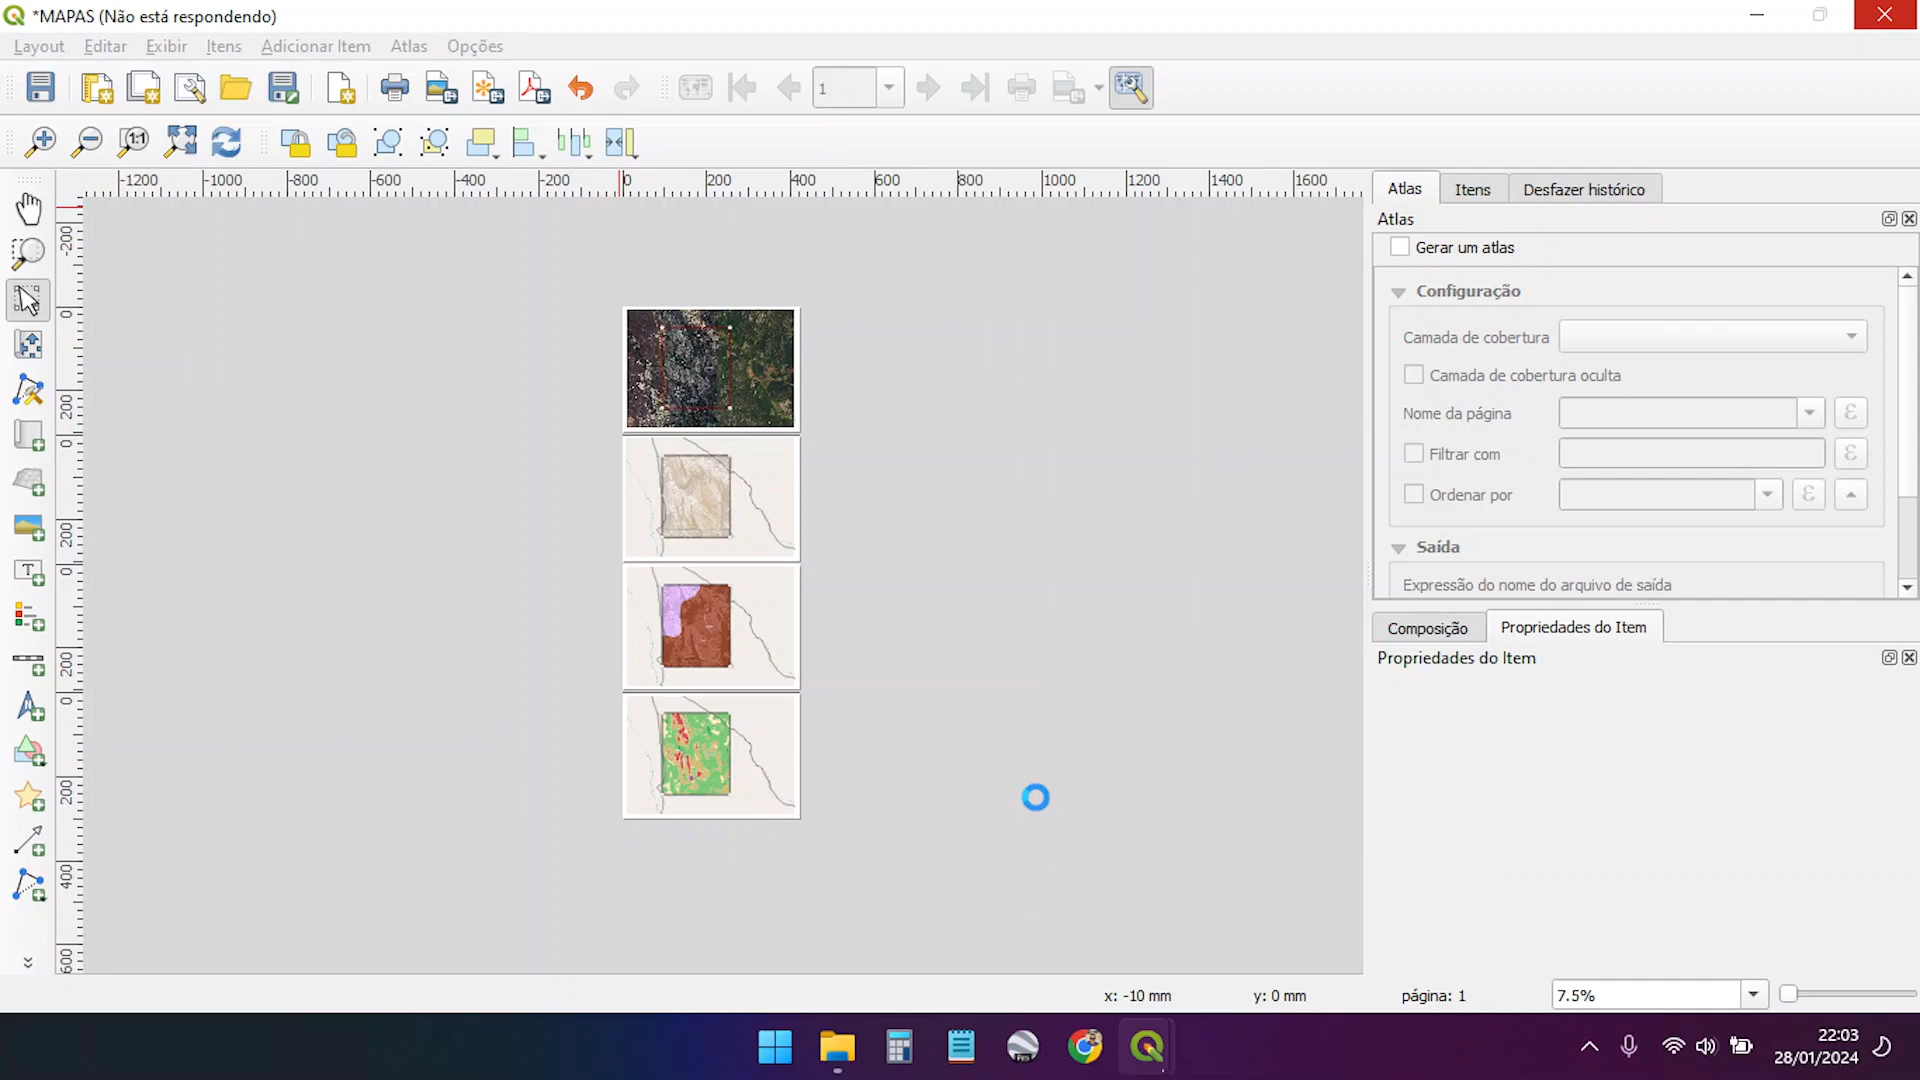 *MAPAS (Não está respondendo)
Layout Editar Exibir Itens Adicionar Item Atlas Opções
1
1:1
-1200 -1000 -800 -600 -400 -200 0 200 400 600 800 1000 1200 1400 1600
-200
0
200
0
200
0
200
0
200
400
600
Atlas Itens Desfazer histórico
Atlas
Gerar um atlas
Configuração
Camada de cobertura
Camada de cobertura oculta
Nome da página
ε
Filtrar com
ε
Ordenar por
ε
Saída
Expressão do nome do arquivo de saída
Composição Propriedades do Item
Propriedades do Item
T
x: -10 mm y: 0 mm página: 1 7.5%
Pro
22:03
28/01/2024